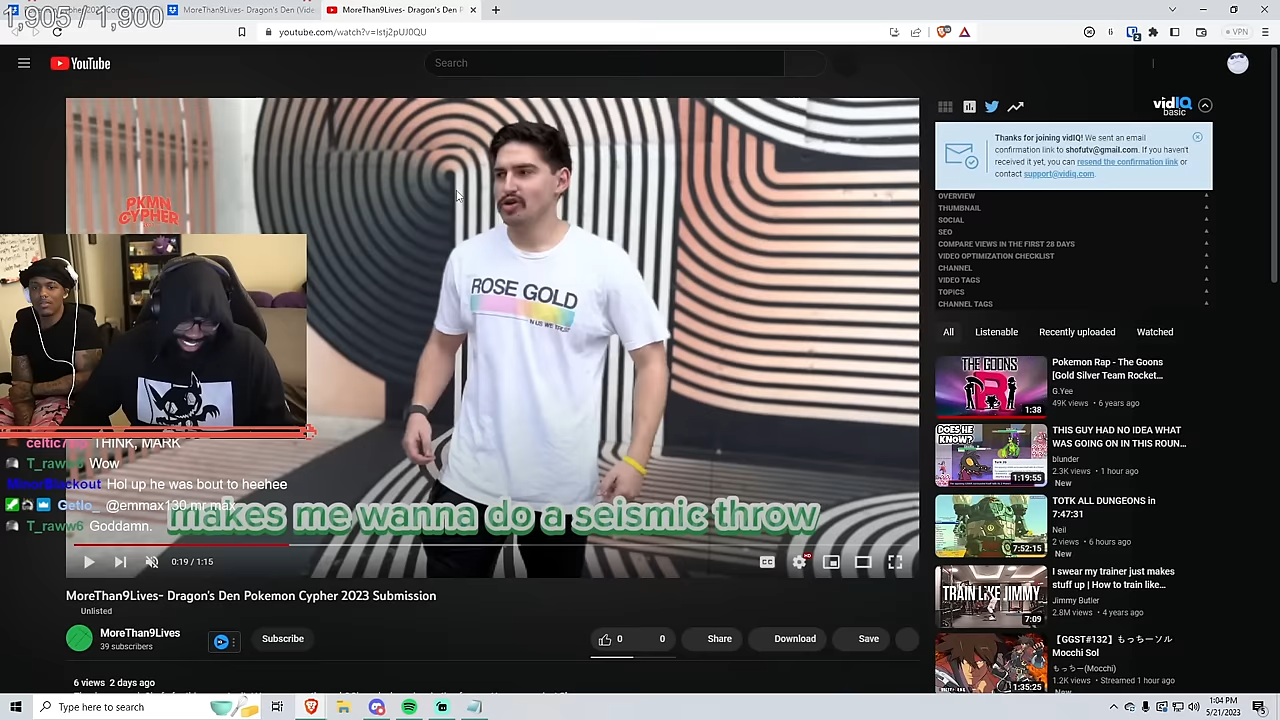 1,905 / 1,900
MoreThan9Lives- Dragon's Den (Vide
MoreThan9Lives- Dragon's Den P
youtube.com/watch?v=Istj2pUJ0QU
VPN
YouTube
Search
vidIQ
basic
Thanks for joining vidIQ! We sent an email
confirmation link to shofutv@gmail.com. If you haven't
received it yet, you can resend the confirmation link or
contact support@vidiq.com.
OVERVIEW
THUMBNAIL
SOCIAL
SEO
COMPARE VIEWS IN THE FIRST 28 DAYS
VIDEO OPTIMIZATION CHECKLIST
CHANNEL
VIDEO TAGS
TOPICS
CHANNEL TAGS
PKMN
CYPHER
ROSE GOLD
N US WE TRUST
THINK, MARK
T_raww6 Wow
Hol up he was bout to heehee
Getlo_ @emmax130 mr max
T_raww6 Goddamn.
makes me wanna do a seismic throw
0:19 / 1:15
CC
HD
MoreThan9Lives- Dragon's Den Pokemon Cypher 2023 Submission
Unlisted
MoreThan9Lives
39 subscribers
Subscribe
0
0
Share
Download
Save
6 views 2 days ago
All
Listenable
Recently uploaded
Watched
THE GOONS
1:38
Pokemon Rap - The Goons
[Gold Silver Team Rocket...
G.Yee
49K views • 6 years ago
DOES HE
KNOW?
1:19:55
THIS GUY HAD NO IDEA WHAT
WAS GOING ON IN THIS ROUN...
blunder
2.3K views • 1 hour ago
New
7:52:15
TOTK ALL DUNGEONS in
7:47:31
Neil
2 views • 6 hours ago
New
TRAIN LIKE JIMMY
7:09
I swear my trainer just makes
stuff up | How to train like...
Jimmy Butler
2.8M views • 4 years ago
1:35:25
【GGST#132】もっちーソル
Mocchi Sol
もっちー(Mocchi)
1.2K views • Streamed 1 hour ago
New
Type here to search
1:04 PM
5/21/2023